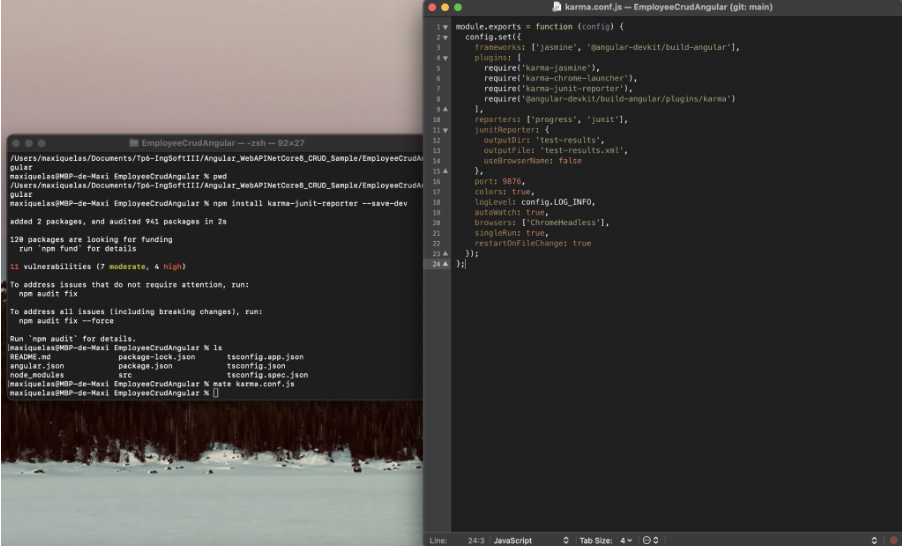 karma.conf.js — EmployeeCrudAngular (git: main)
1 module.exports = function (config) {
2 config.set({
3 frameworks: ['jasmine', '@angular-devkit/build-angular'],
4 plugins: [
5 require('karma-jasmine'),
6 require('karma-chrome-launcher'),
7 require('karma-junit-reporter'),
8 require('@angular-devkit/build-angular/plugins/karma')
9 ],
10 reporters: ['progress', 'junit'],
11 junitReporter: {
12 outputDir: 'test-results',
13 outputFile: 'test-results.xml',
14 useBrowserName: false
15 },
16 port: 9876,
17 colors: true,
18 logLevel: config.LOG_INFO,
19 autoWatch: true,
20 browsers: ['ChromeHeadless'],
21 singleRun: true,
22 restartOnFileChange: true
23 });
24 };
Line: 24:3 JavaScript Tab Size: 4
EmployeeCrudAngular — -zsh — 92×27
/Users/maxiquelas/Documents/Tp6-IngSoftIII/Angular_WebAPINetCore8_CRUD_Sample/EmployeeCrudAn
gular
maxiquelas@MBP-de-Maxi EmployeeCrudAngular % pwd
/Users/maxiquelas/Documents/Tp6-IngSoftIII/Angular_WebAPINetCore8_CRUD_Sample/EmployeeCrudAn
gular
maxiquelas@MBP-de-Maxi EmployeeCrudAngular % npm install karma-junit-reporter --save-dev
added 2 packages, and audited 941 packages in 2s
120 packages are looking for funding
run `npm fund` for details
11 vulnerabilities (7 moderate, 4 high)
To address issues that do not require attention, run:
npm audit fix
To address all issues (including breaking changes), run:
npm audit fix --force
Run `npm audit` for details.
maxiquelas@MBP-de-Maxi EmployeeCrudAngular % ls
README.md package-lock.json tsconfig.app.json
angular.json package.json tsconfig.json
node_modules src tsconfig.spec.json
maxiquelas@MBP-de-Maxi EmployeeCrudAngular % mate karma.conf.js
maxiquelas@MBP-de-Maxi EmployeeCrudAngular %